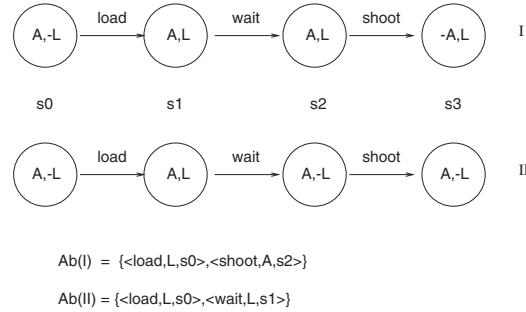 load wait shoot
A,-L A,L A,L -A,L I
s0 s1 s2 s3
load wait shoot
A,-L A,L A,-L A,-L II
Ab(I) = {<load,L,s0>,<shoot,A,s2>}
Ab(II) = {<load,L,s0>,<wait,L,s1>}